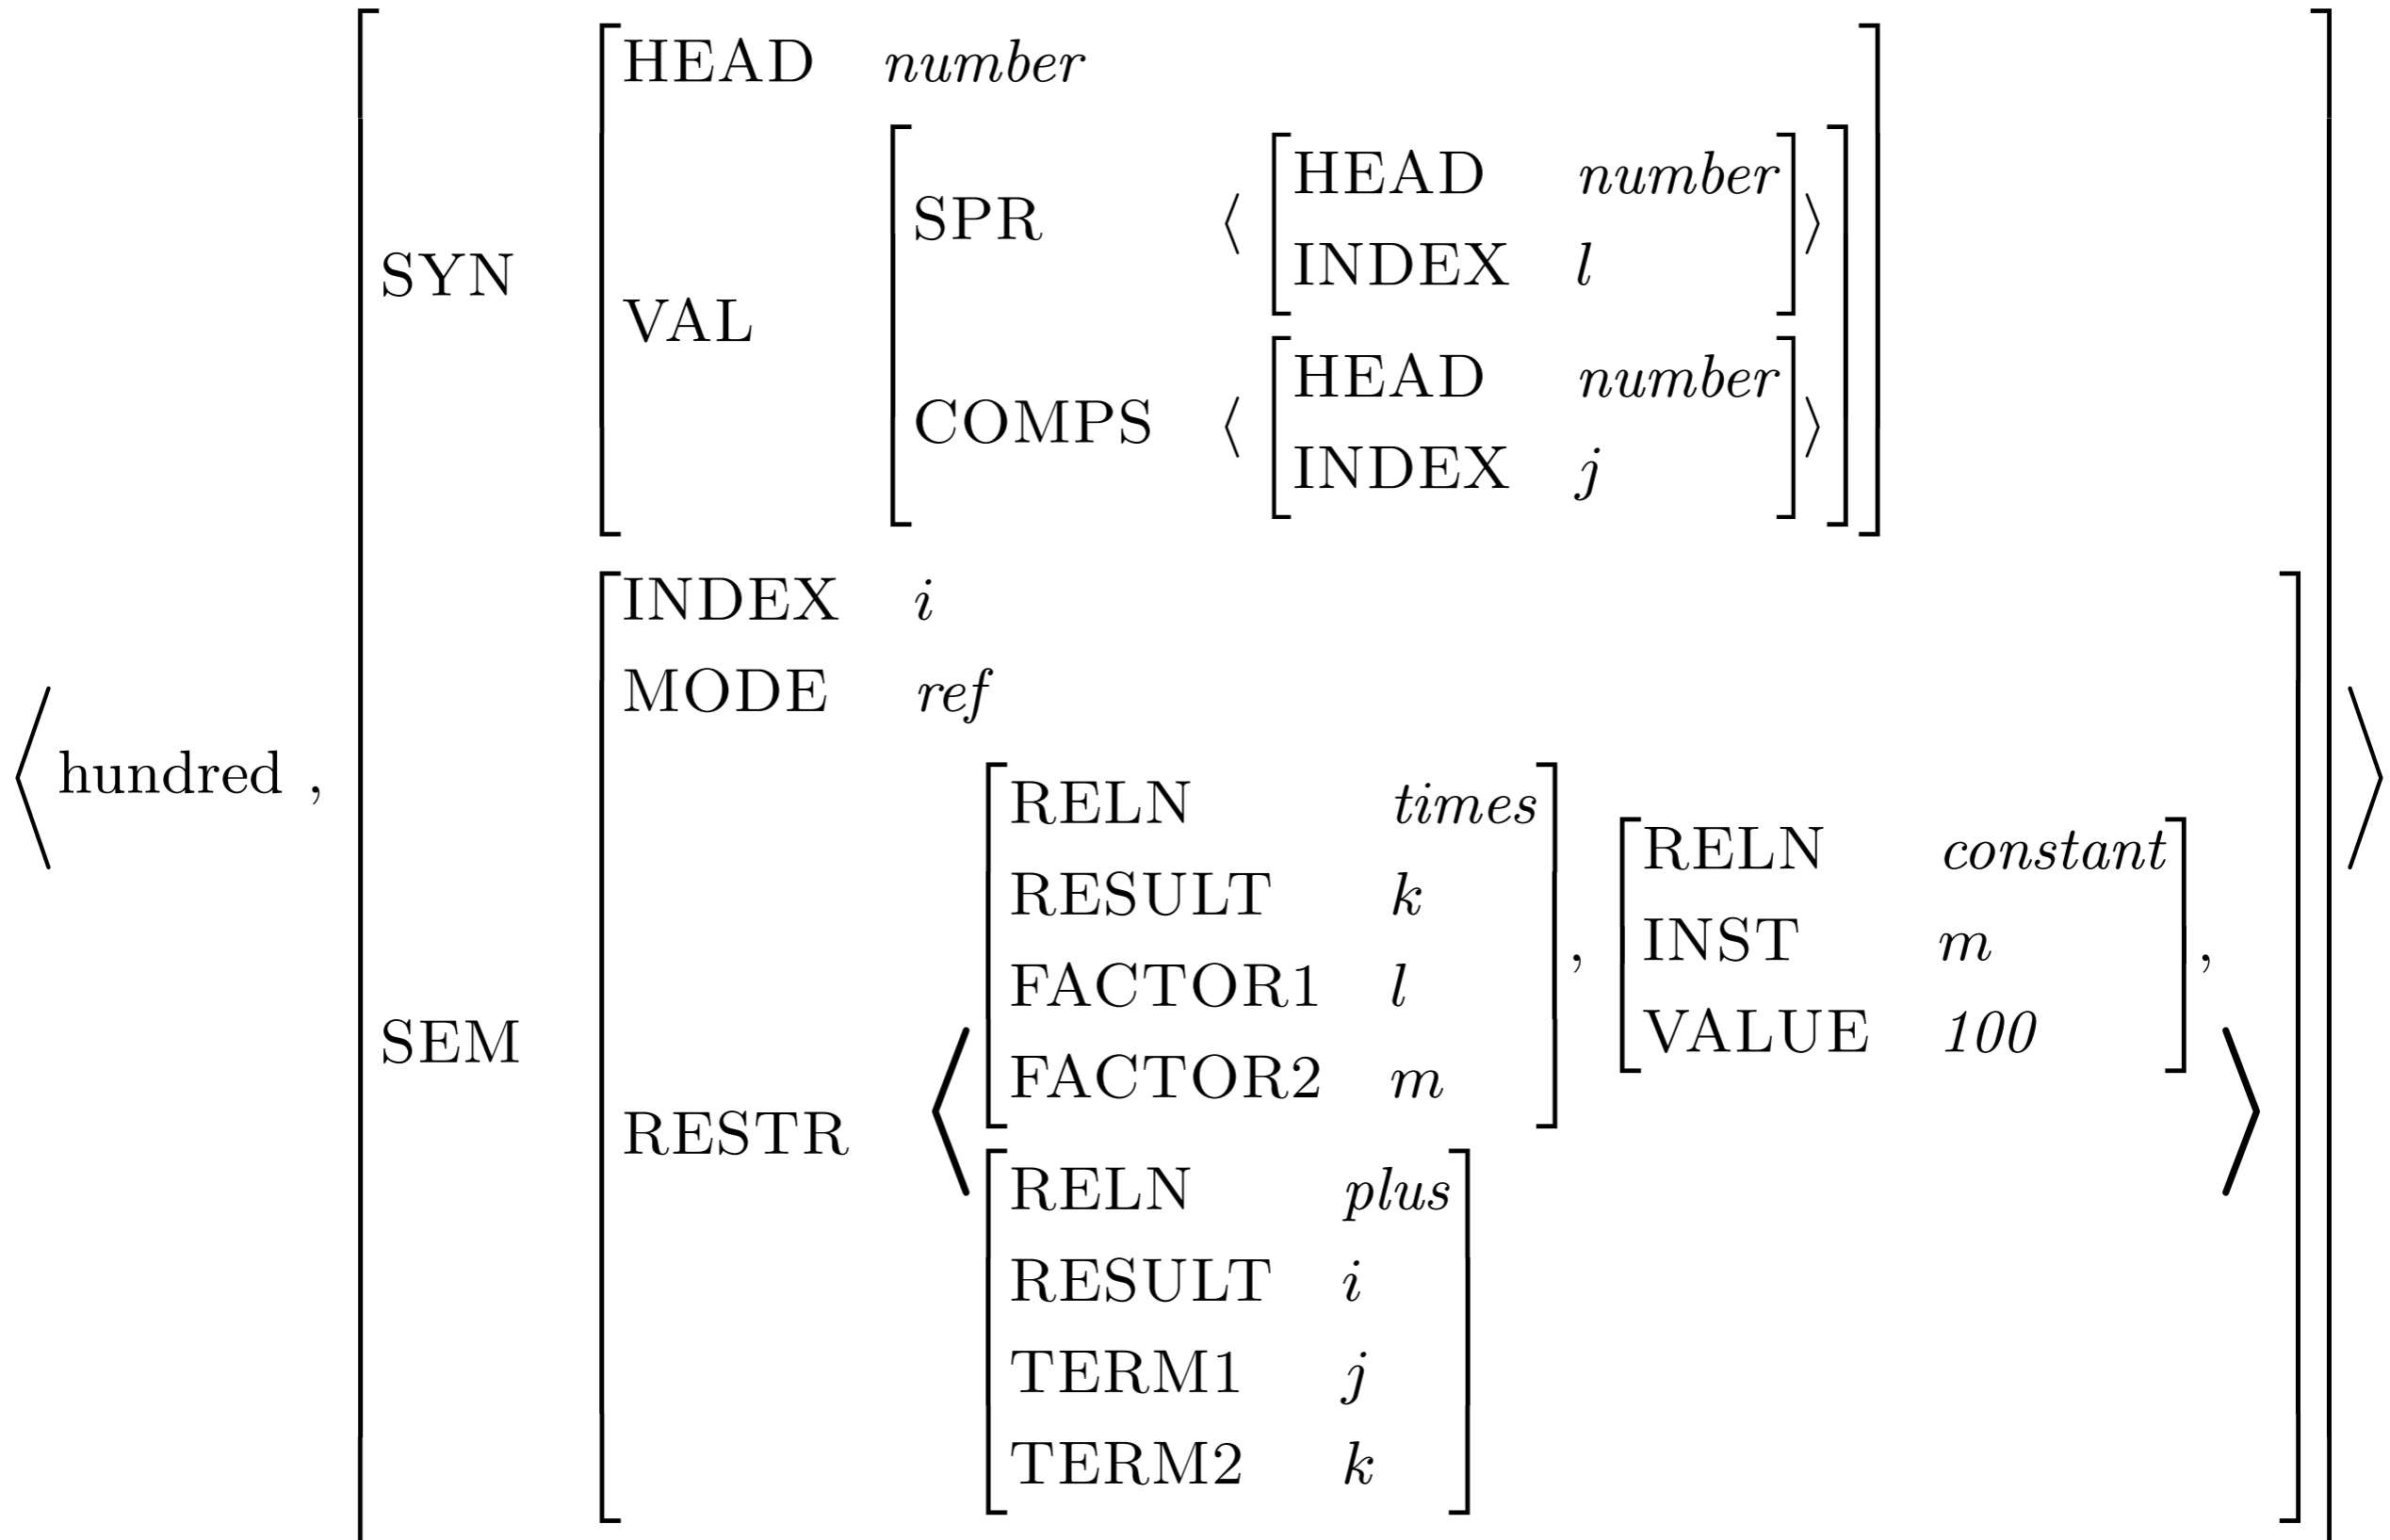 HEAD number
SPR ⟨ [HEAD number
INDEX l] ⟩
SYN
VAL
COMPS ⟨ [HEAD number
INDEX j] ⟩
INDEX i
MODE ref
⟨ hundred ,
RELN times
RESULT k
FACTOR1 l
FACTOR2 m ,
RELN constant
INST m
VALUE 100 ,
SEM
RESTR
RELN plus
RESULT i
TERM1 j
TERM2 k